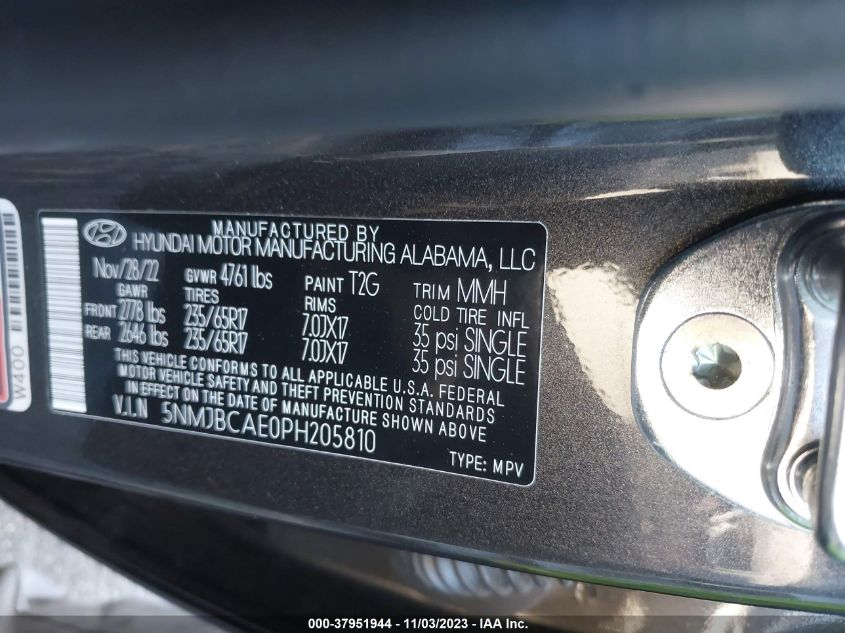 MANUFACTURED BY
HYUNDAI MOTOR MANUFACTURING ALABAMA, LLC
Nov/28/22 GVWR 4761 lbs PAINT T2G TRIM MMH
GAWR TIRES RIMS COLD TIRE INFL
FRONT 2778 lbs 235/65R17 7.0JX17 35 psi SINGLE
REAR 2646 lbs 235/65R17 7.0JX17 35 psi SINGLE
THIS VEHICLE CONFORMS TO ALL APPLICABLE U.S.A. FEDERAL
MOTOR VEHICLE SAFETY AND THEFT PREVENTION STANDARDS
IN EFFECT ON THE DATE OF MANUFACTURE SHOWN ABOVE
V.I.N 5NMJBCAE0PH205810
TYPE: MPV
W400
000-37951944 - 11/03/2023 - IAA Inc.